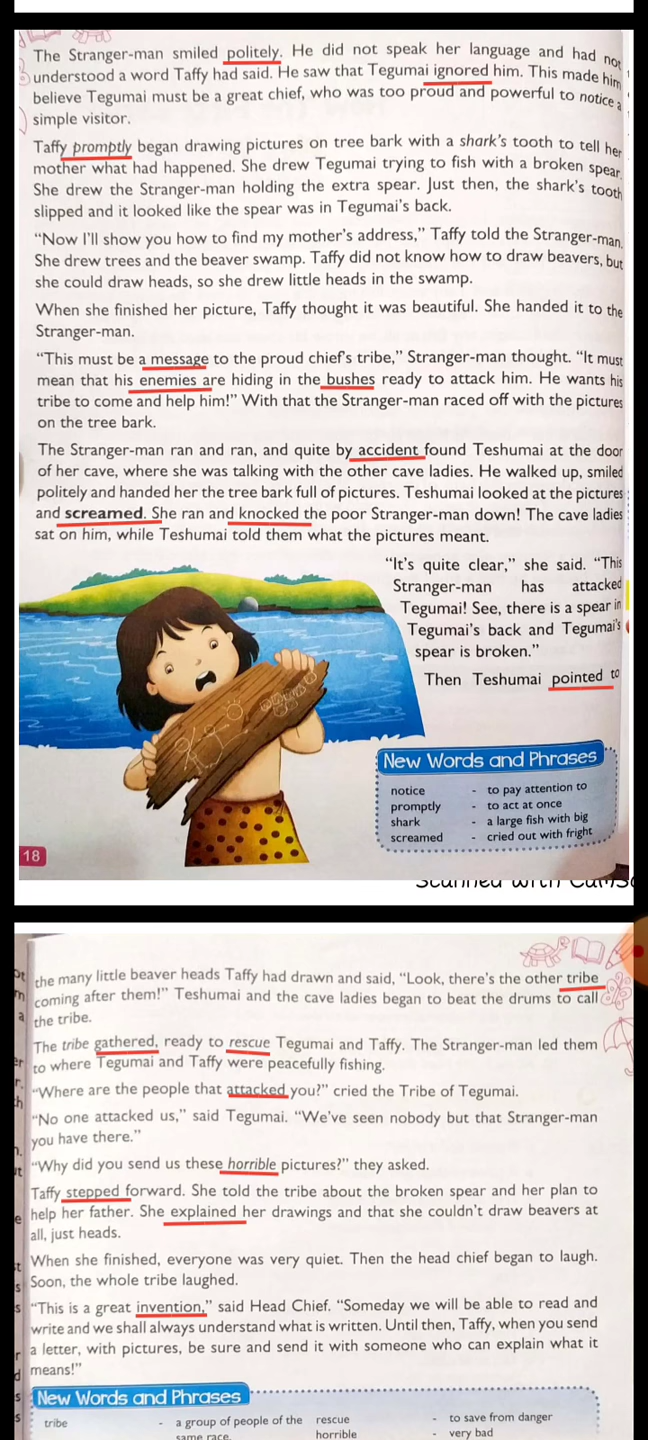 The Stranger-man smiled politely. He did not speak her language and had not
understood a word Taffy had said. He saw that Tegumai ignored him. This made him
believe Tegumai must be a great chief, who was too proud and powerful to notice a
simple visitor.
Taffy promptly began drawing pictures on tree bark with a shark's tooth to tell her
mother what had happened. She drew Tegumai trying to fish with a broken spear.
She drew the Stranger-man holding the extra spear. Just then, the shark's tooth
slipped and it looked like the spear was in Tegumai's back.
“Now I'll show you how to find my mother's address,” Taffy told the Stranger-man.
She drew trees and the beaver swamp. Taffy did not know how to draw beavers, but
she could draw heads, so she drew little heads in the swamp.
When she finished her picture, Taffy thought it was beautiful. She handed it to the
Stranger-man.
“This must be a message to the proud chief's tribe,” Stranger-man thought. “It must
mean that his enemies are hiding in the bushes ready to attack him. He wants his
tribe to come and help him!” With that the Stranger-man raced off with the pictures
on the tree bark.
The Stranger-man ran and ran, and quite by accident found Teshumai at the door
of her cave, where she was talking with the other cave ladies. He walked up, smiled
politely and handed her the tree bark full of pictures. Teshumai looked at the pictures
and screamed. She ran and knocked the poor Stranger-man down! The cave ladies
sat on him, while Teshumai told them what the pictures meant.
“It's quite clear,” she said. “This
Stranger-man has attacked
Tegumai! See, there is a spear in
Tegumai's back and Tegumai's
spear is broken.”
Then Teshumai pointed to
New Words and Phrases
notice - to pay attention to
promptly - to act at once
shark - a large fish with big
screamed - cried out with fright
18
Scanned with CamSc
the many little beaver heads Taffy had drawn and said, “Look, there's the other tribe
coming after them!” Teshumai and the cave ladies began to beat the drums to call
the tribe.
The tribe gathered, ready to rescue Tegumai and Taffy. The Stranger-man led them
to where Tegumai and Taffy were peacefully fishing.
“Where are the people that attacked you?” cried the Tribe of Tegumai.
“No one attacked us,” said Tegumai. “We've seen nobody but that Stranger-man
you have there.”
“Why did you send us these horrible pictures?” they asked.
Taffy stepped forward. She told the tribe about the broken spear and her plan to
help her father. She explained her drawings and that she couldn't draw beavers at
all, just heads.
When she finished, everyone was very quiet. Then the head chief began to laugh.
Soon, the whole tribe laughed.
“This is a great invention,” said Head Chief. “Someday we will be able to read and
write and we shall always understand what is written. Until then, Taffy, when you send
a letter, with pictures, be sure and send it with someone who can explain what it
means!”
New Words and Phrases
tribe - a group of people of the rescue - to save from danger
same race. horrible - very bad